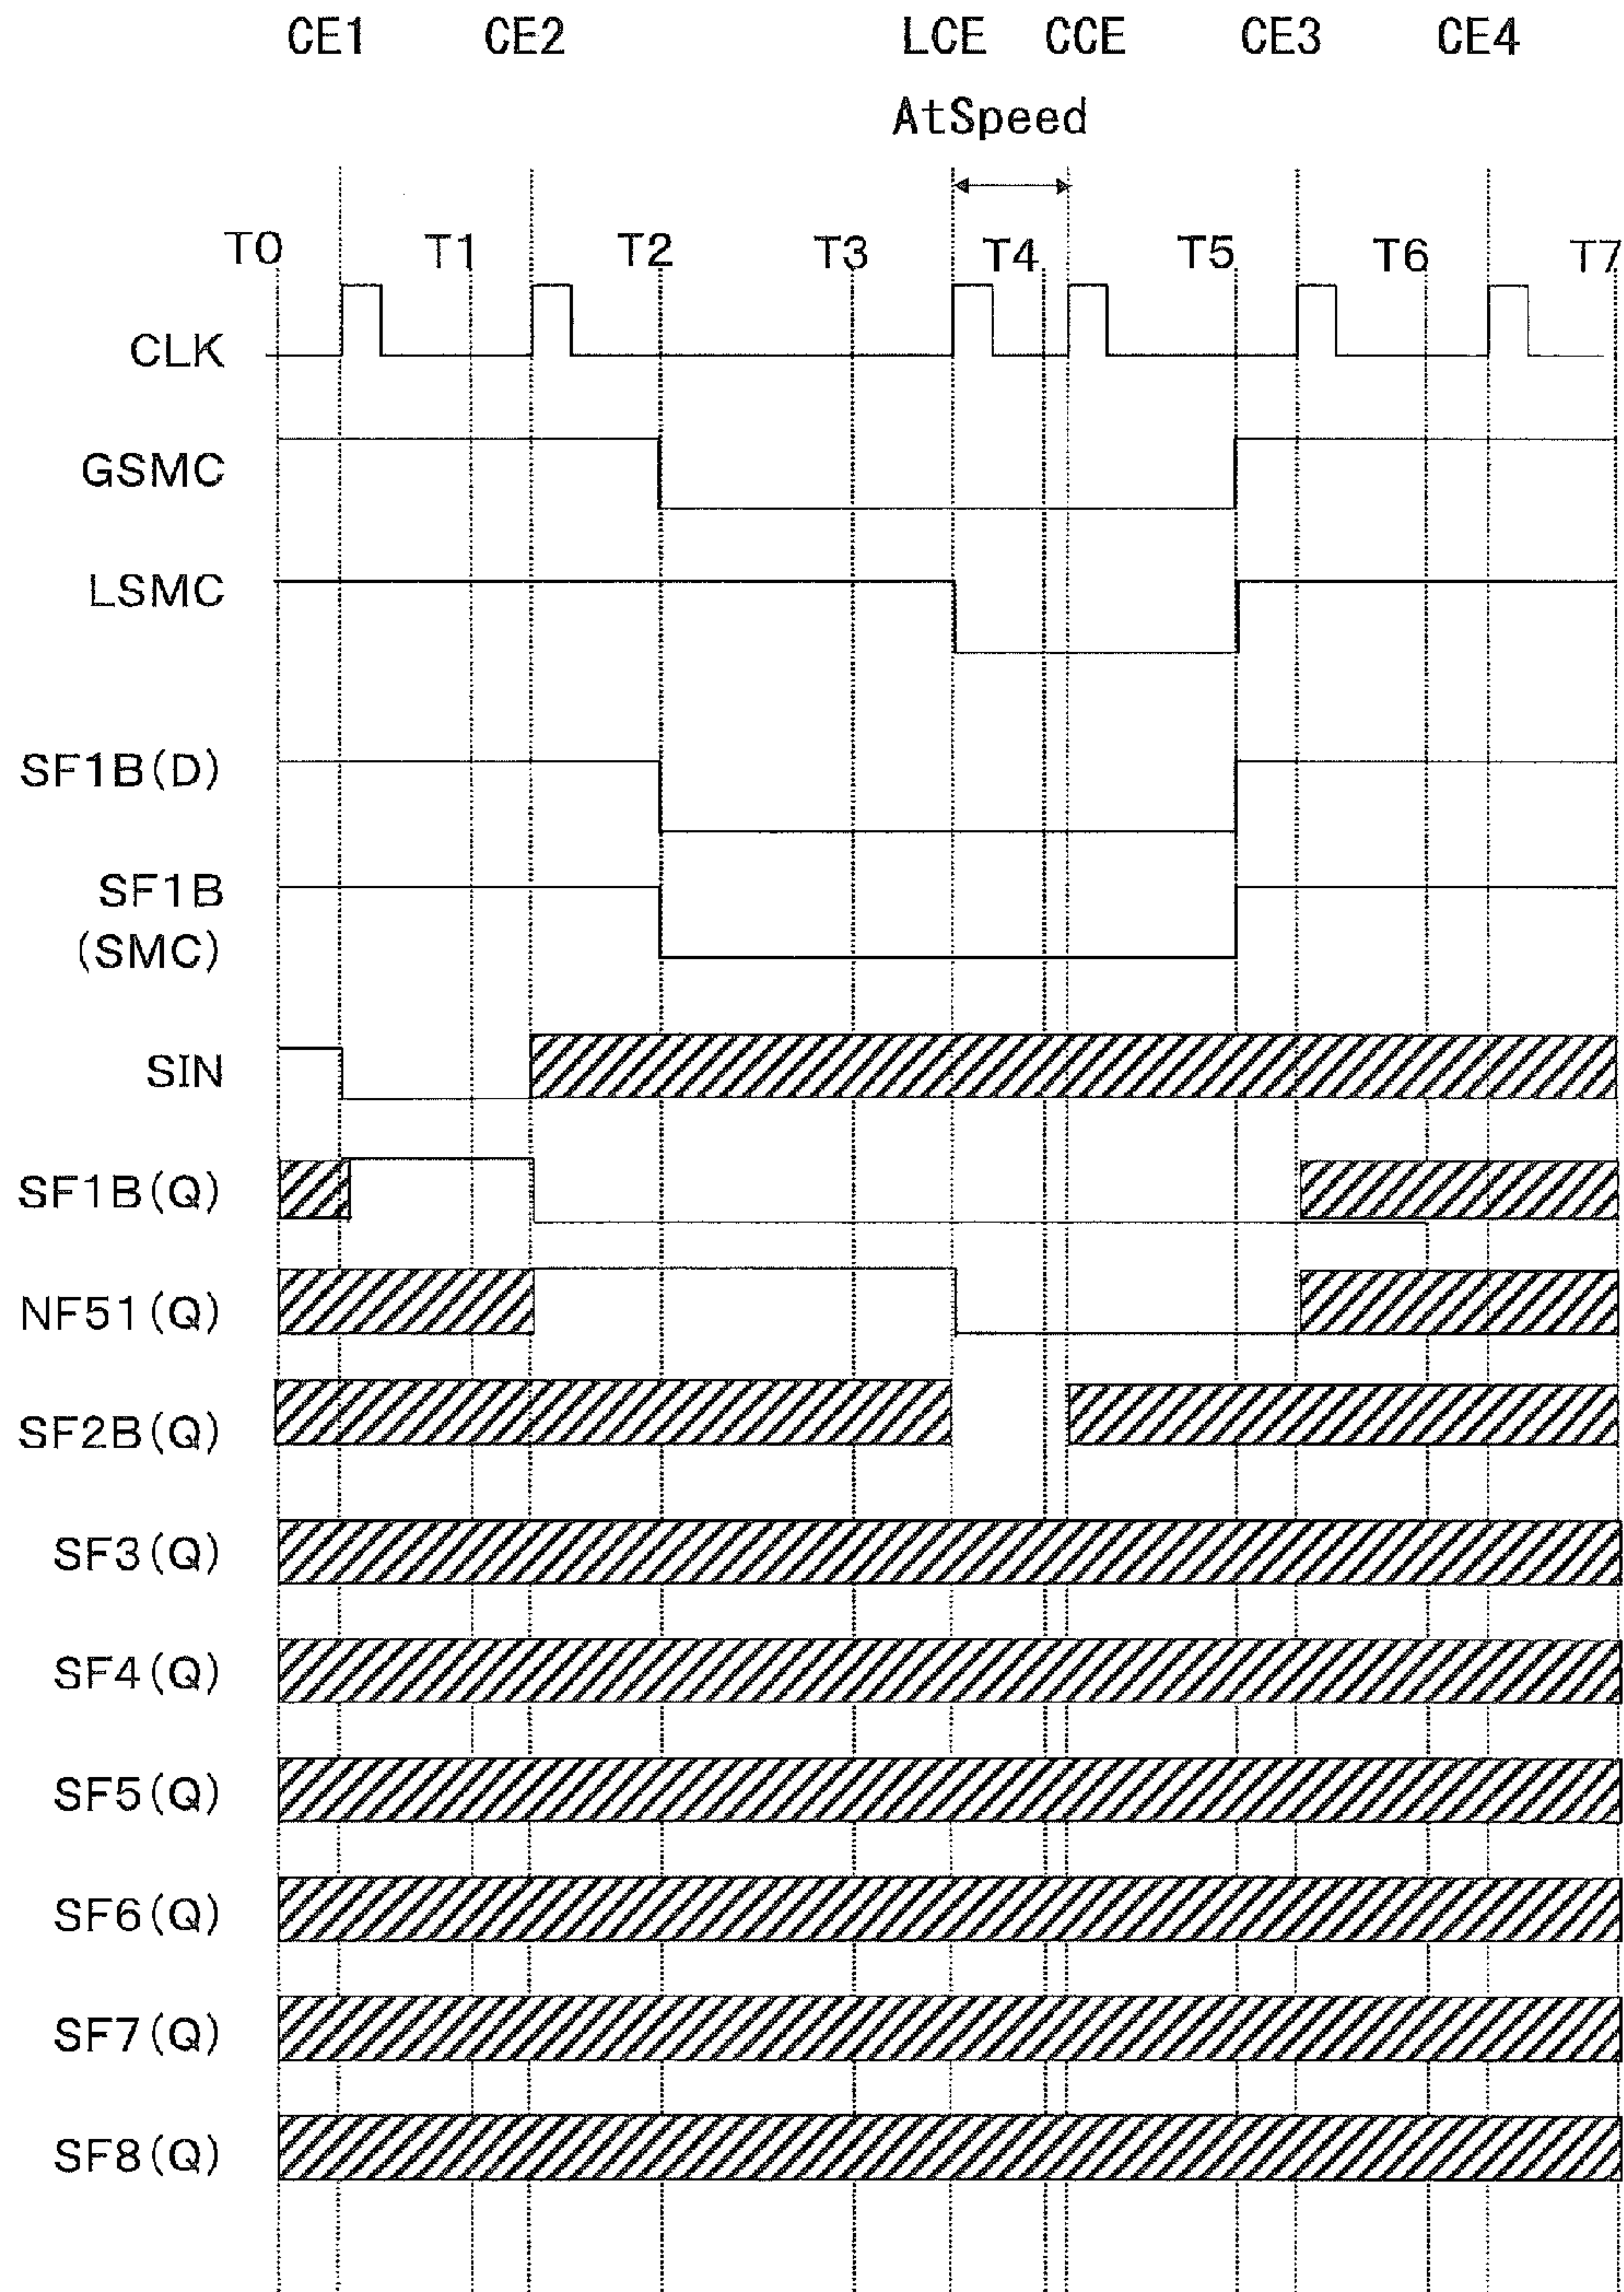 CE1 CE2 LCE CCE CE3 CE4
AtSpeed
T0 T1 T2 T3 T4 T5 T6 T7
CLK
GSMC
LSMC
SF1B(D)
SF1B
(SMC)
SIN
SF1B(Q)
NF51(Q)
SF2B(Q)
SF3(Q)
SF4(Q)
SF5(Q)
SF6(Q)
SF7(Q)
SF8(Q)